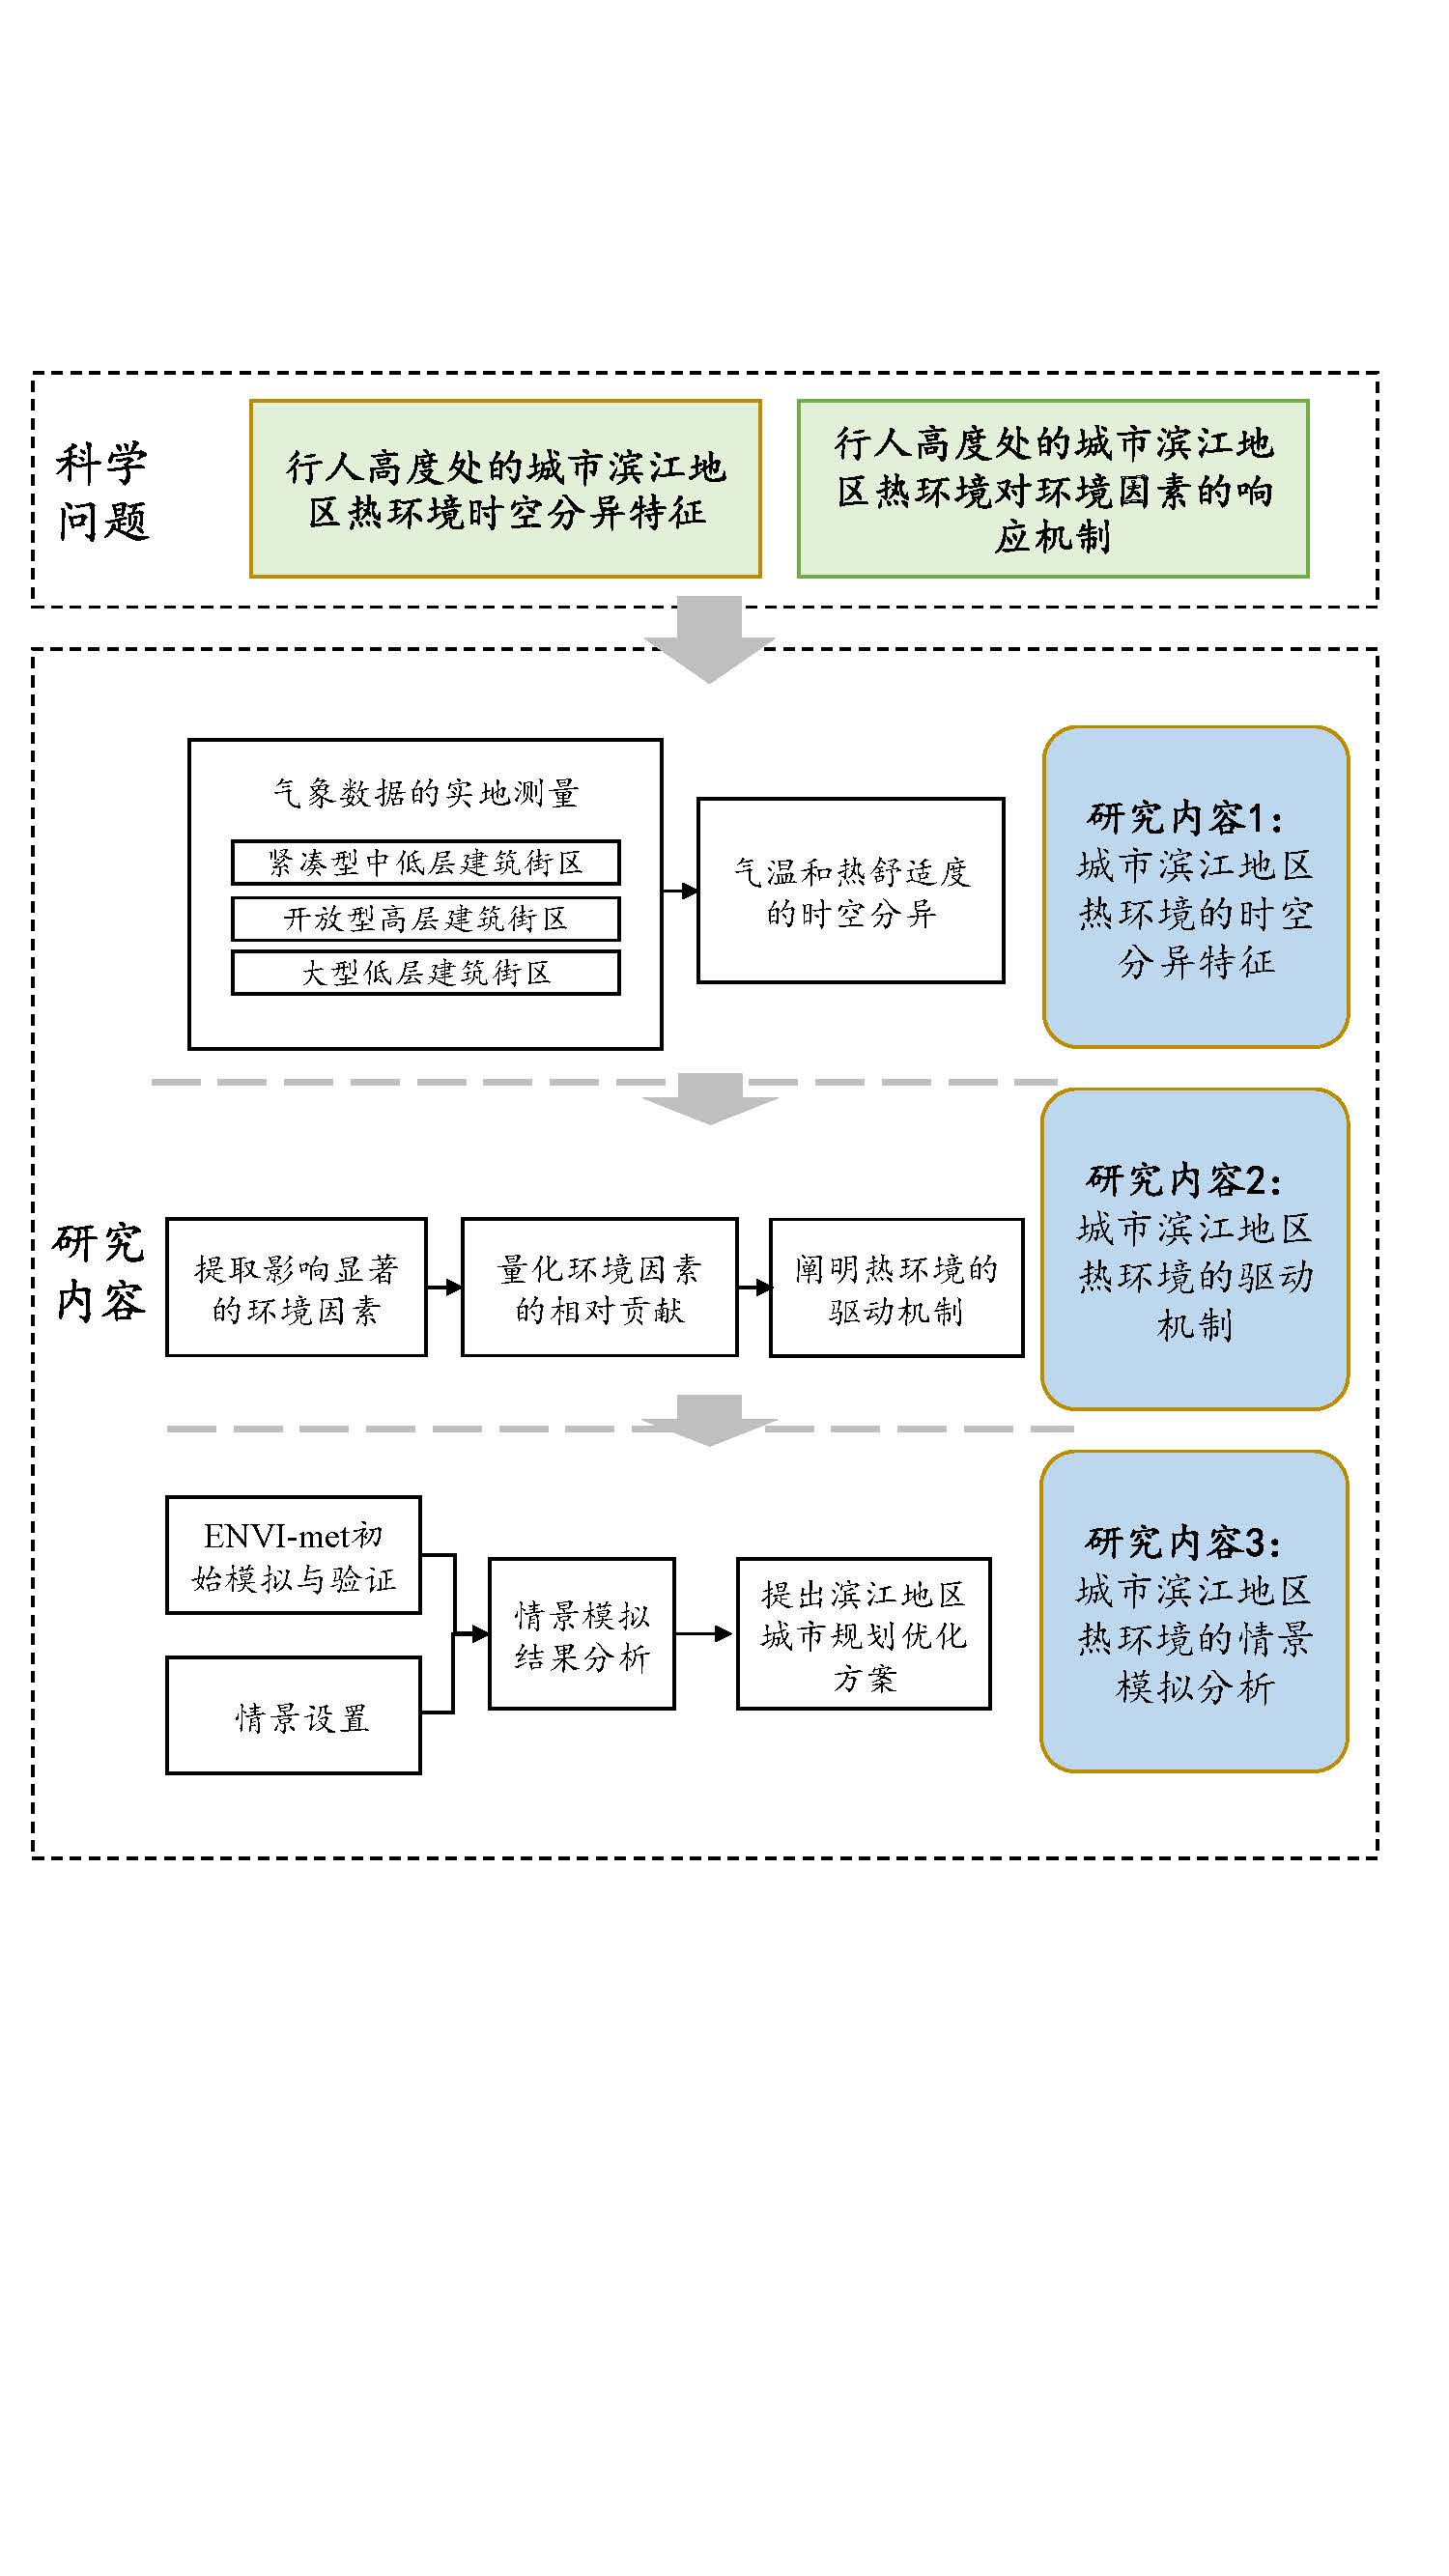 科学
问题
行人高度处的城市滨江地
区热环境时空分异特征
行人高度处的城市滨江地
区热环境对环境因素的响
应机制
研究
内容
气象数据的实地测量
紧凑型中低层建筑街区
开放型高层建筑街区
大型低层建筑街区
气温和热舒适度
的时空分异
研究内容1：
城市滨江地区
热环境的时空
分异特征
提取影响显著
的环境因素
量化环境因素
的相对贡献
阐明热环境的
驱动机制
研究内容2：
城市滨江地区
热环境的驱动
机制
ENVI-met初
始模拟与验证
情景设置
情景模拟
结果分析
提出滨江地区
城市规划优化
方案
研究内容3：
城市滨江地区
热环境的情景
模拟分析